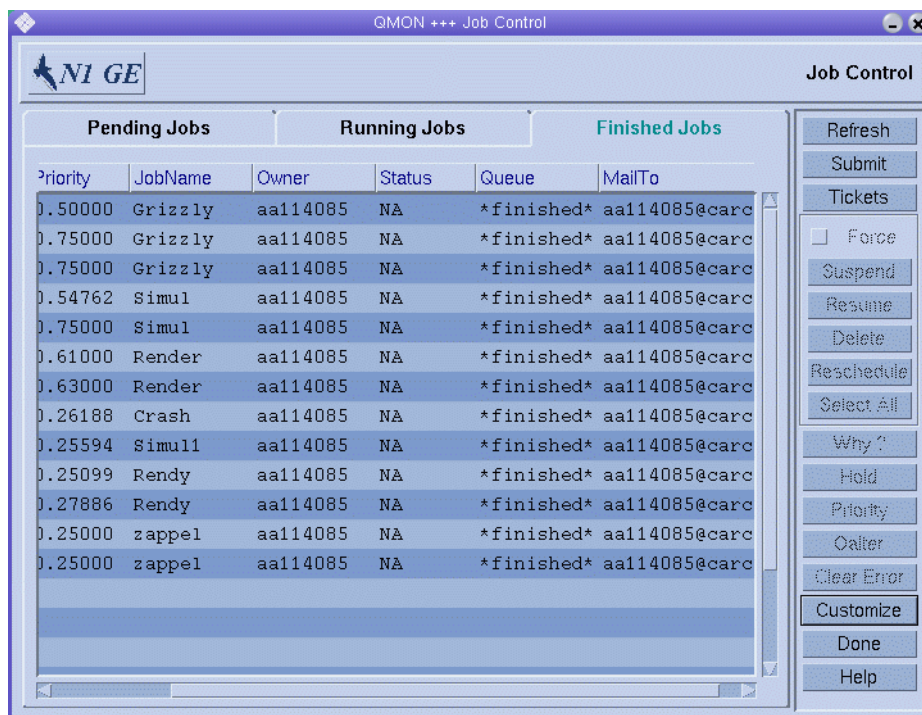 QMON +++ Job Control
N1 GE
Job Control
Pending Jobs Running Jobs Finished Jobs
Priority JobName Owner Status Queue MailTo
0.50000 Grizzly aa114085 NA *finished* aa114085@carc
0.75000 Grizzly aa114085 NA *finished* aa114085@carc
0.75000 Grizzly aa114085 NA *finished* aa114085@carc
0.54762 Simul aa114085 NA *finished* aa114085@carc
0.75000 Simul aa114085 NA *finished* aa114085@carc
0.61000 Render aa114085 NA *finished* aa114085@carc
0.63000 Render aa114085 NA *finished* aa114085@carc
0.26188 Crash aa114085 NA *finished* aa114085@carc
0.25594 Simul1 aa114085 NA *finished* aa114085@carc
0.25099 Rendy aa114085 NA *finished* aa114085@carc
0.27886 Rendy aa114085 NA *finished* aa114085@carc
0.25000 zappel aa114085 NA *finished* aa114085@carc
0.25000 zappel aa114085 NA *finished* aa114085@carc
Refresh
Submit
Tickets
Force
Suspend
Resume
Delete
Reschedule
Select All
Why ?
Hold
Priority
Qalter
Clear Error
Customize
Done
Help